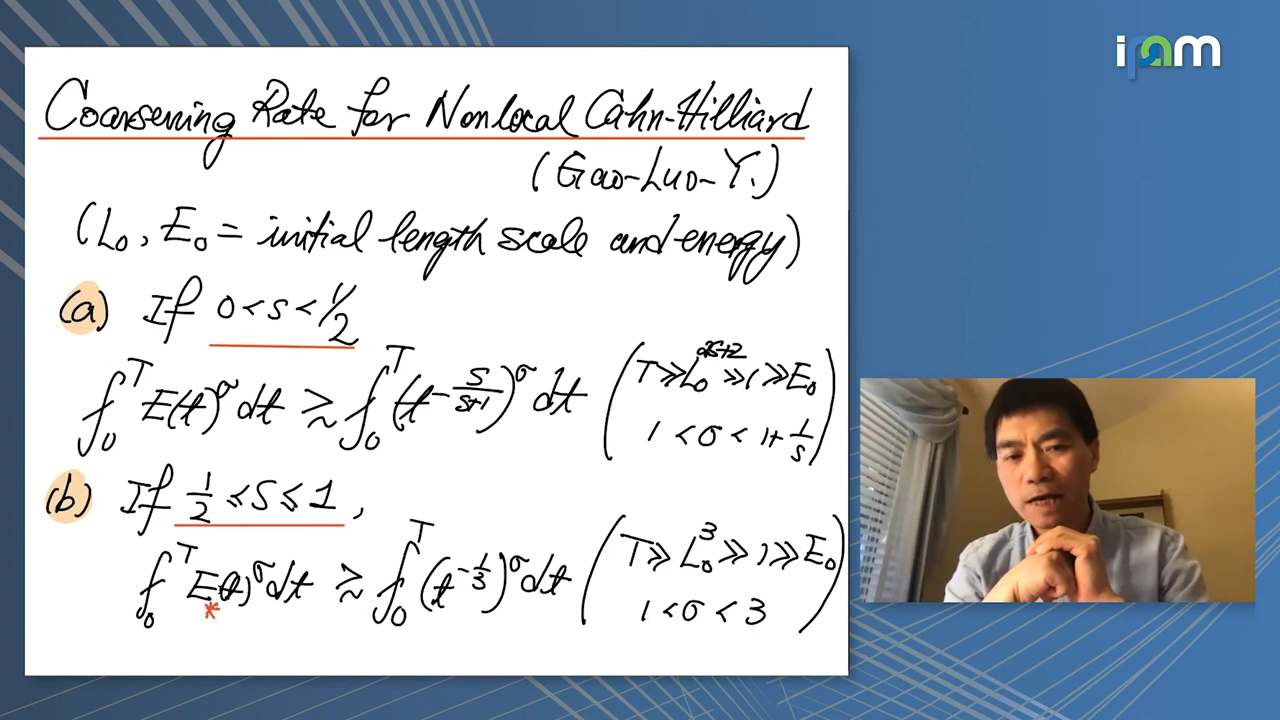 ipam
Coarsening Rate for Nonlocal Cahn-Hilliard
(Gao-Luo-Y.)
(L₀, E₀ = initial length scale and energy)
(a) If 0 < s < 1/2
∫₀ᵀ E(t)^σ dt ≳ ∫₀ᵀ (t^{-s/(s+1)})^σ dt (T ≫ L₀^{2s+2} ≫ 1 ≫ E₀
1 < σ < 1 + 1/s)
(b) If 1/2 ≤ s ≤ 1,
∫₀ᵀ E(t)^σ dt ≳ ∫₀ᵀ (t^{-1/3})^σ dt (T ≫ L₀³ ≫ 1 ≫ E₀
*
1 < σ < 3)